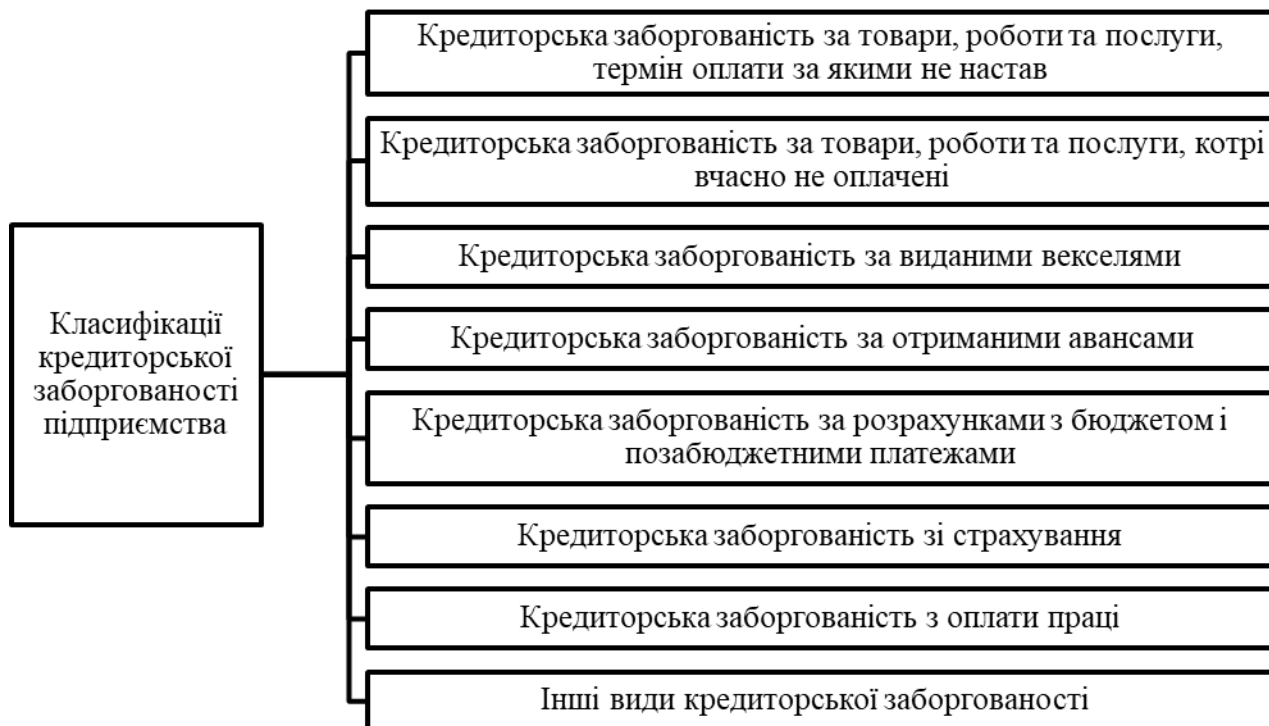 Класифікації
кредиторської
заборгованості
підприємства
Кредиторська заборгованість за товари, роботи та послуги,
термін оплати за якими не настав
Кредиторська заборгованість за товари, роботи та послуги, котрі
вчасно не оплачені
Кредиторська заборгованість за виданими векселями
Кредиторська заборгованість за отриманими авансами
Кредиторська заборгованість за розрахунками з бюджетом і
позабюджетними платежами
Кредиторська заборгованість зі страхування
Кредиторська заборгованість з оплати праці
Інші види кредиторської заборгованості